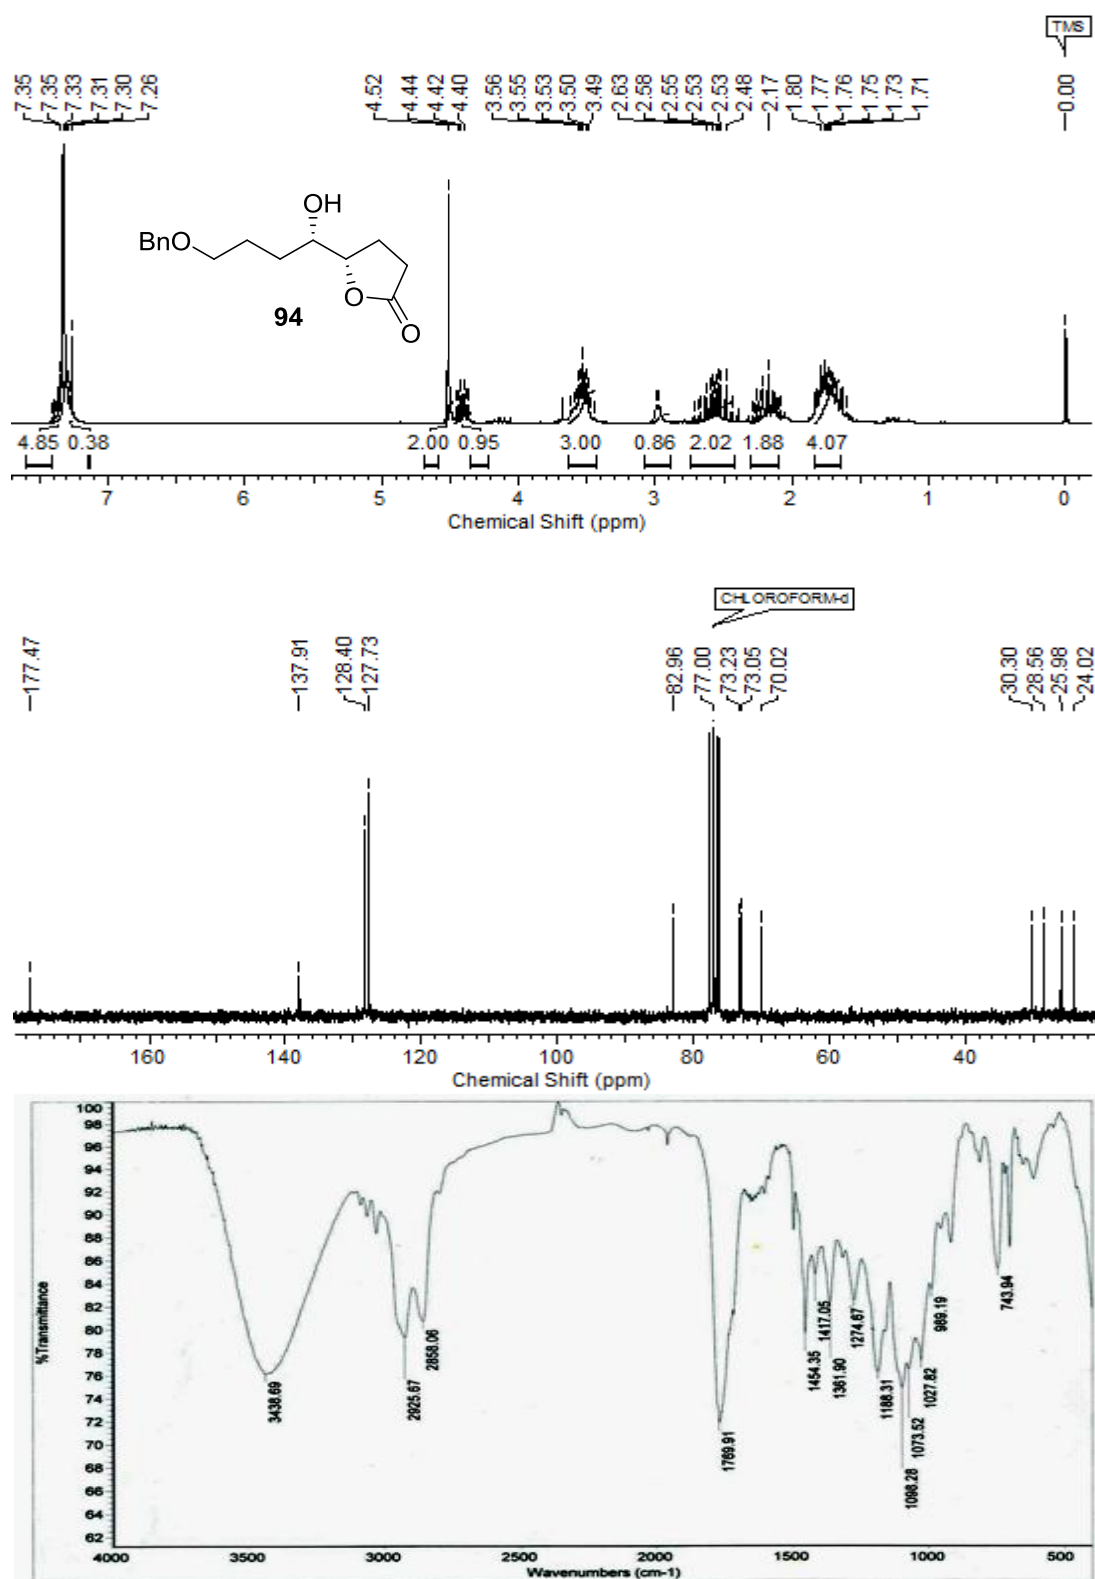 TMS
7.35 7.35 7.33 7.31 7.30 7.26 4.52 4.44 4.42 4.40 3.56 3.55 3.53 3.50 3.49 2.63 2.58 2.55 2.53 2.53 2.48 2.17 1.80 1.77 1.76 1.75 1.73 1.71 -0.00
OH
BnO
O
O
94
4.85 0.38 2.00 0.95 3.00 0.86 2.02 1.88 4.07
7 6 5 4 3 2 1 0
Chemical Shift (ppm)
CHLOROFORM-d
177.47 137.91 128.40 127.73 82.96 77.00 73.23 73.05 70.02 30.30 28.56 25.98 24.02
160 140 120 100 80 60 40
Chemical Shift (ppm)
100
98
96
94
92
90
88
86
84
82
80
78
76
74
72
70
68
66
64
62
%Transmittance
3438.69 2925.67 2858.06 1769.91 1454.35 1417.05 1361.90 1274.67 1188.31 1098.28 1073.52 1027.82 989.19 743.94
4000 3500 3000 2500 2000 1500 1000 500
Wavenumbers (cm-1)